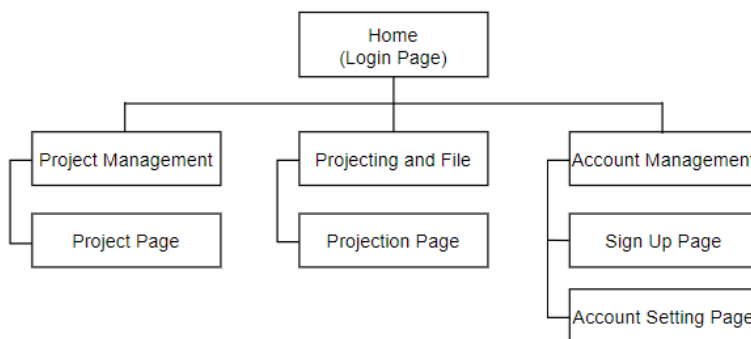 Home
(Login Page)
Project Management
Projecting and File
Account Management
Project Page
Projection Page
Sign Up Page
Account Setting Page